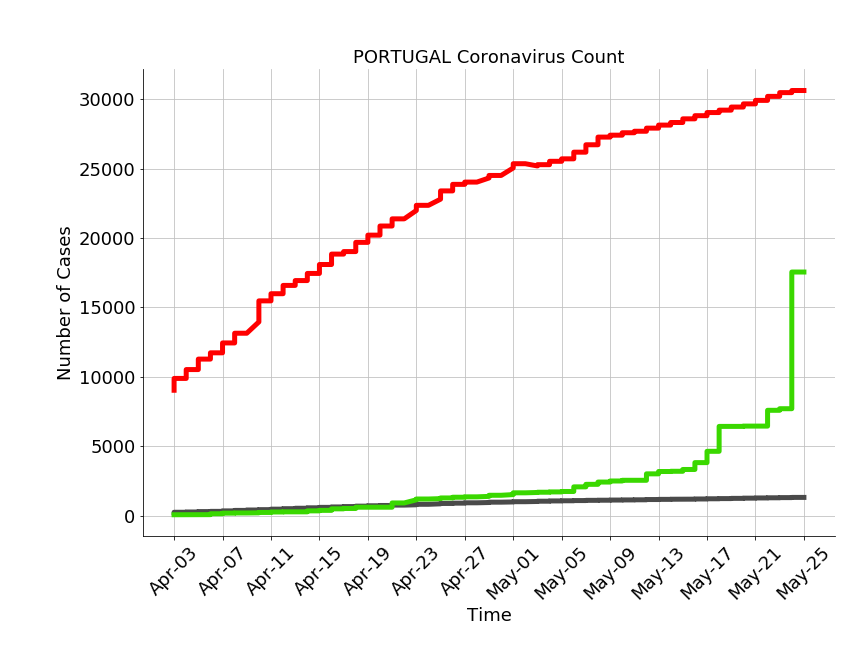 PORTUGAL Coronavirus Count
30000
25000
20000
15000
10000
5000
0
Number of Cases
Apr-03
Apr-07
Apr-11
Apr-15
Apr-19
Apr-23
Apr-27
May-01
May-05
May-09
May-13
May-17
May-21
May-25
Time